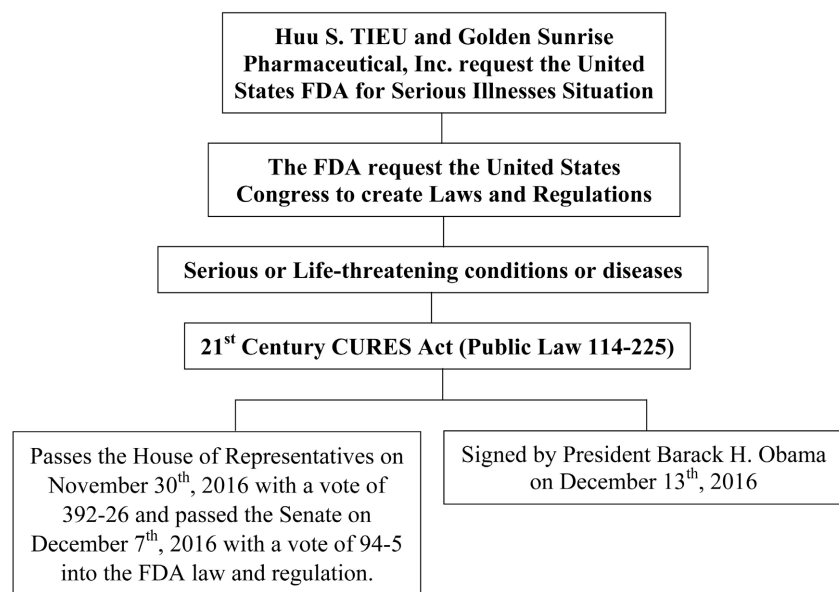 Huu S. TIEU and Golden Sunrise
Pharmaceutical, Inc. request the United
States FDA for Serious Illnesses Situation
The FDA request the United States
Congress to create Laws and Regulations
Serious or Life-threatening conditions or diseases
21st Century CURES Act (Public Law 114-225)
Passes the House of Representatives on
November 30th, 2016 with a vote of
392-26 and passed the Senate on
December 7th, 2016 with a vote of 94-5
into the FDA law and regulation.
Signed by President Barack H. Obama
on December 13th, 2016